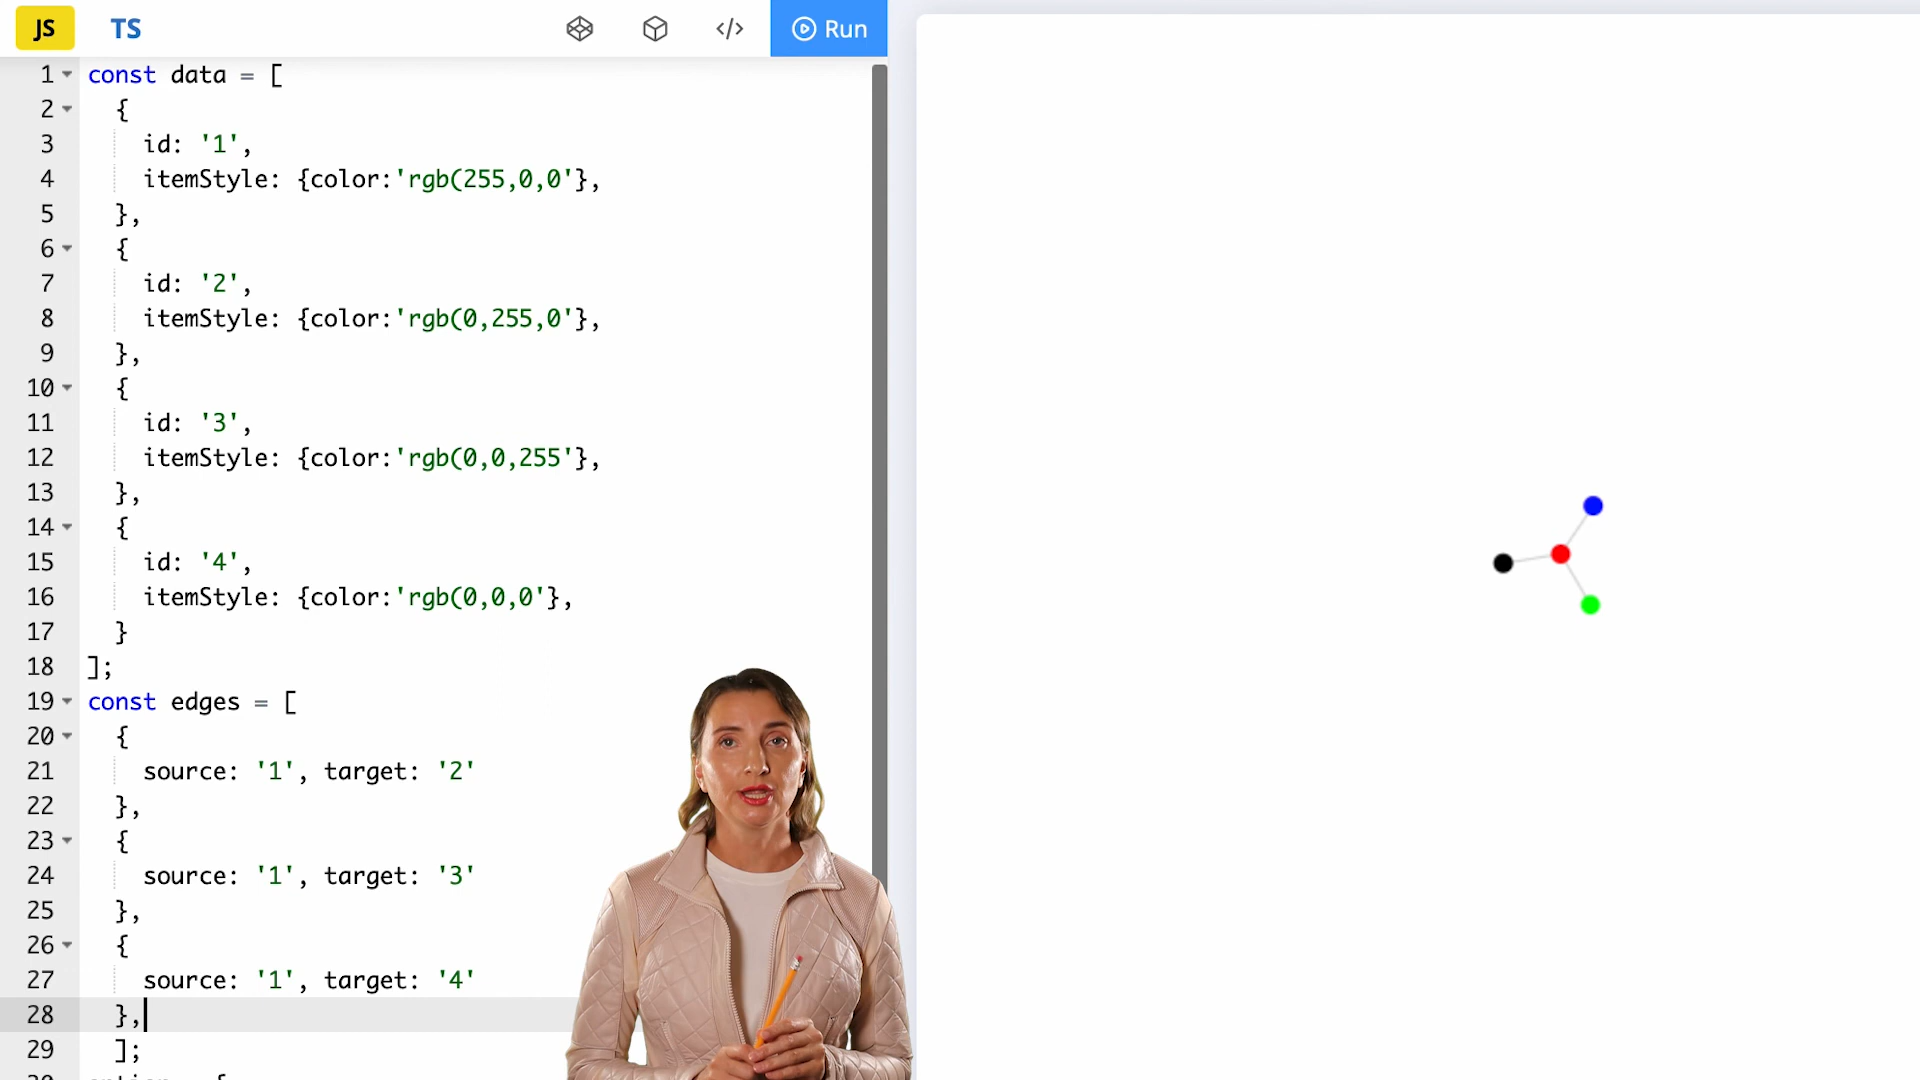 JS TS </> Run
1 const data = [
2 {
3 id: '1',
4 itemStyle: {color:'rgb(255,0,0'},
5 },
6 {
7 id: '2',
8 itemStyle: {color:'rgb(0,255,0'},
9 },
10 {
11 id: '3',
12 itemStyle: {color:'rgb(0,0,255'},
13 },
14 {
15 id: '4',
16 itemStyle: {color:'rgb(0,0,0'},
17 }
18 ];
19 const edges = [
20 {
21 source: '1', target: '2'
22 },
23 {
24 source: '1', target: '3'
25 },
26 {
27 source: '1', target: '4'
28 },
29 ];